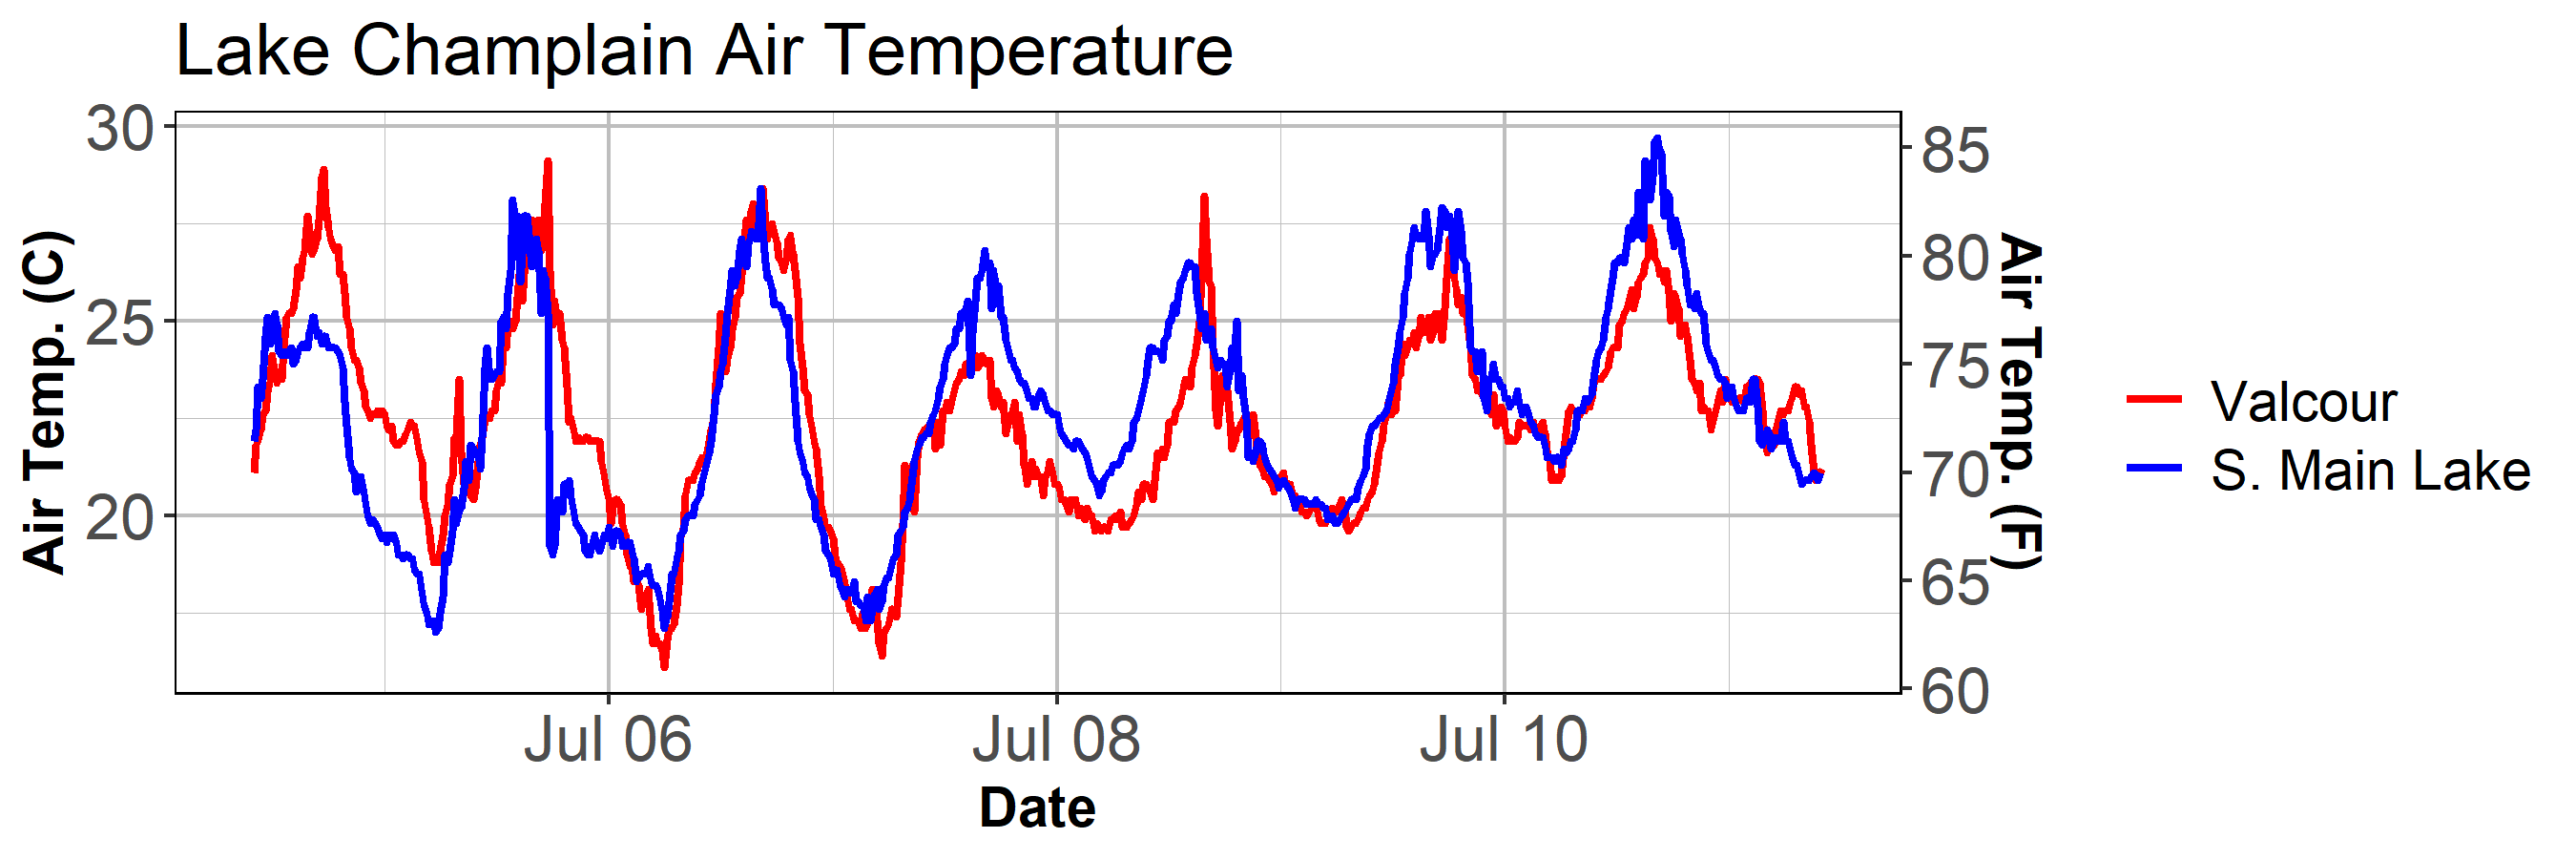 Lake Champlain Air Temperature
30
25
20
Air Temp. (C)
85
80
75
70
65
60
Air Temp. (F)
Jul 06
Jul 08
Jul 10
Date
Valcour
S. Main Lake